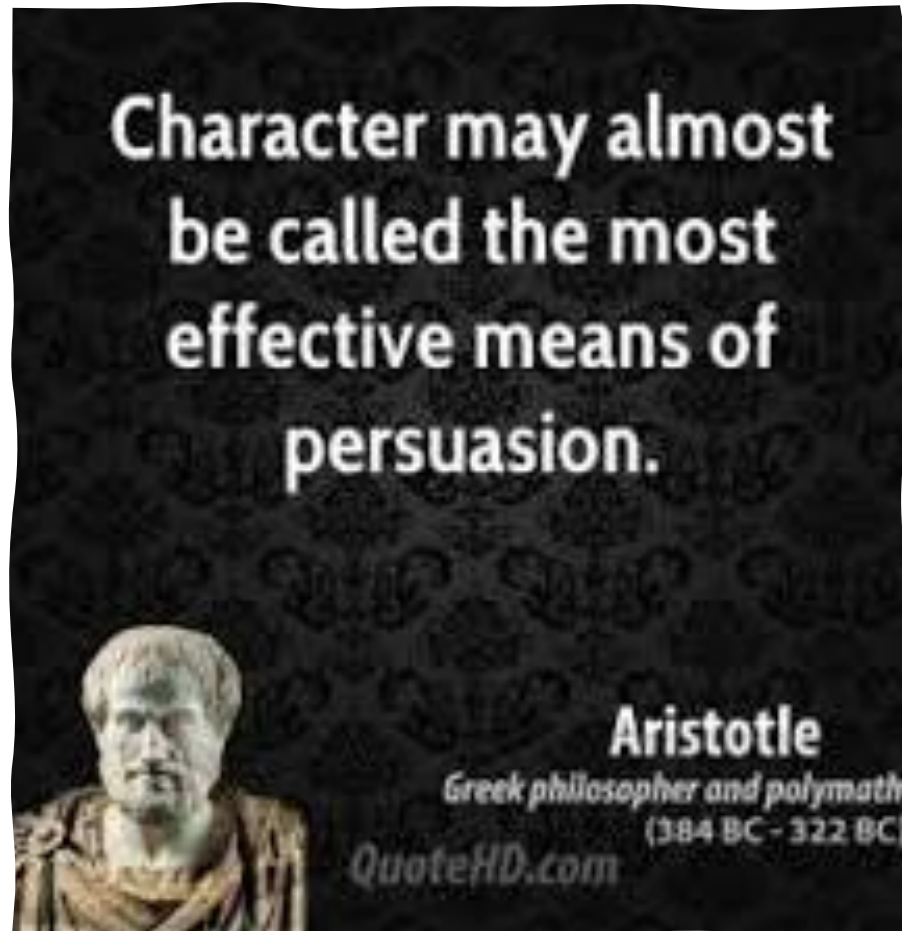 Character may almost
be called the most
effective means of
persuasion.
Aristotle
Greek philosopher and polymath
(384 BC - 322 BC)
QuoteHD.com